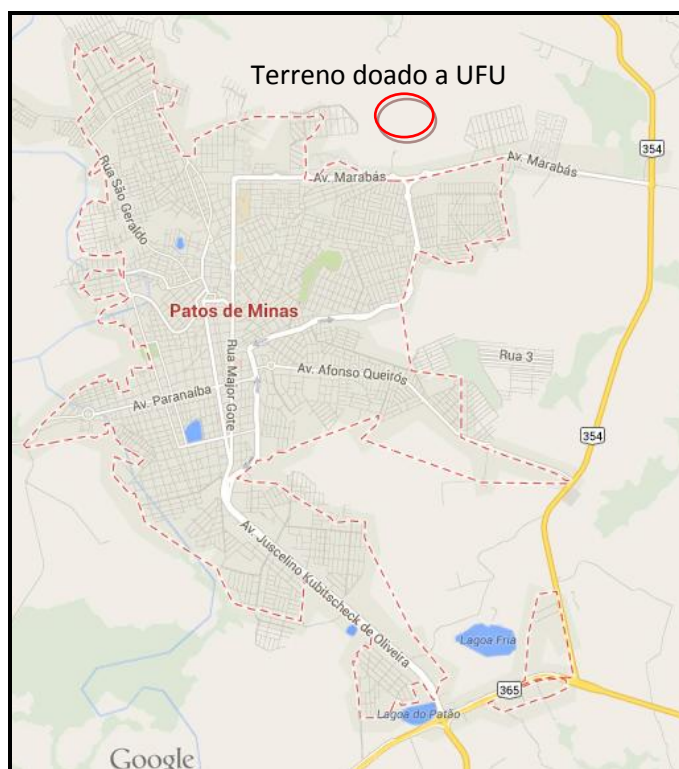 Terreno doado a UFU
354
Av. Marabás
Av. Marabás
Rua São Geraldo
Patos de Minas
Rua Major Gote
Rua 3
Av. Afonso Queirós
Av. Paranaíba
354
Av. Juscelino Kubitscheck de Oliveira
Lagoa Fria
365
Lagoa do Patão
Google